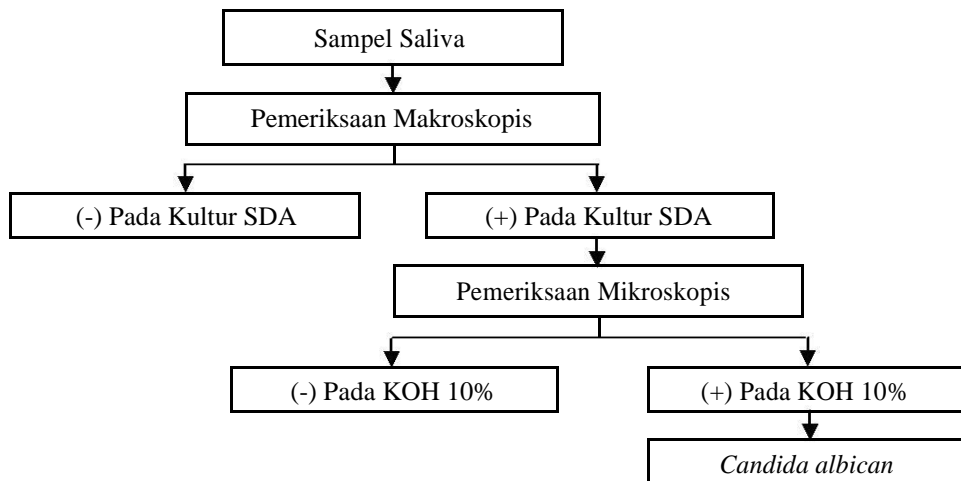 Sampel Saliva
Pemeriksaan Makroskopis
(-) Pada Kultur SDA
(+) Pada Kultur SDA
Pemeriksaan Mikroskopis
(-) Pada KOH 10%
(+) Pada KOH 10%
Candida albican